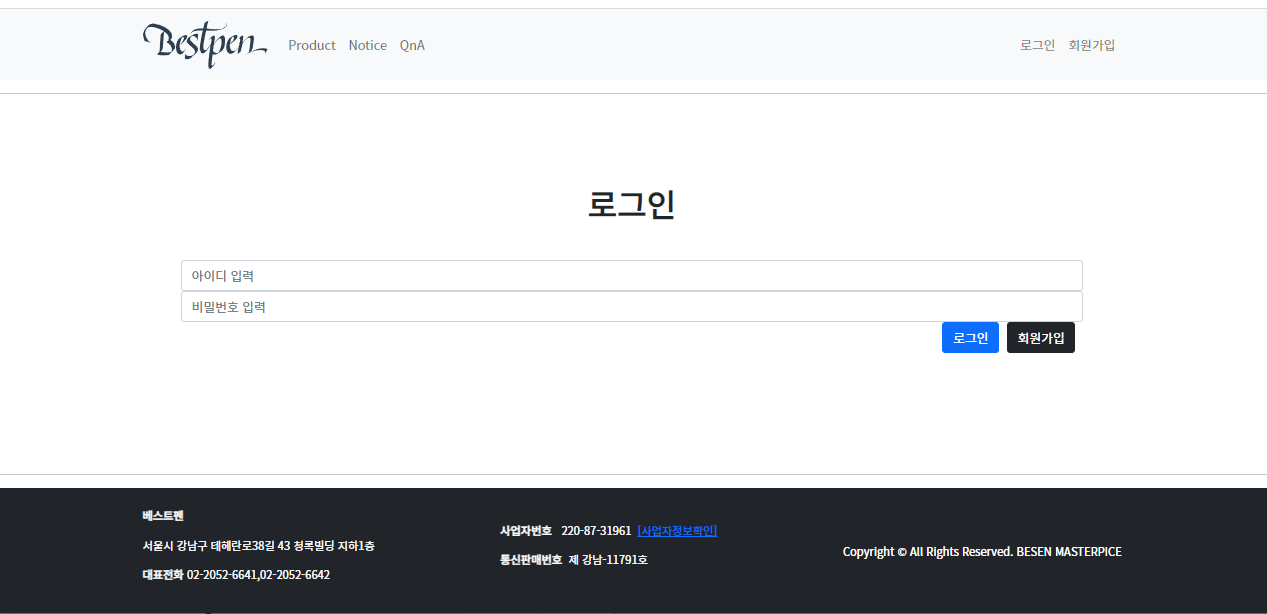 Bestpen Product Notice QnA 로그인 회원가입
로그인
아이디 입력
비밀번호 입력
로그인 회원가입
베스트펜
서울시 강남구 테헤란로38길 43 청록빌딩 지하1층
대표전화 02-2052-6641,02-2052-6642
사업자번호 220-87-31961 [사업자정보확인]
통신판매번호 제 강남-11791호
Copyright © All Rights Reserved. BESEN MASTERPICE